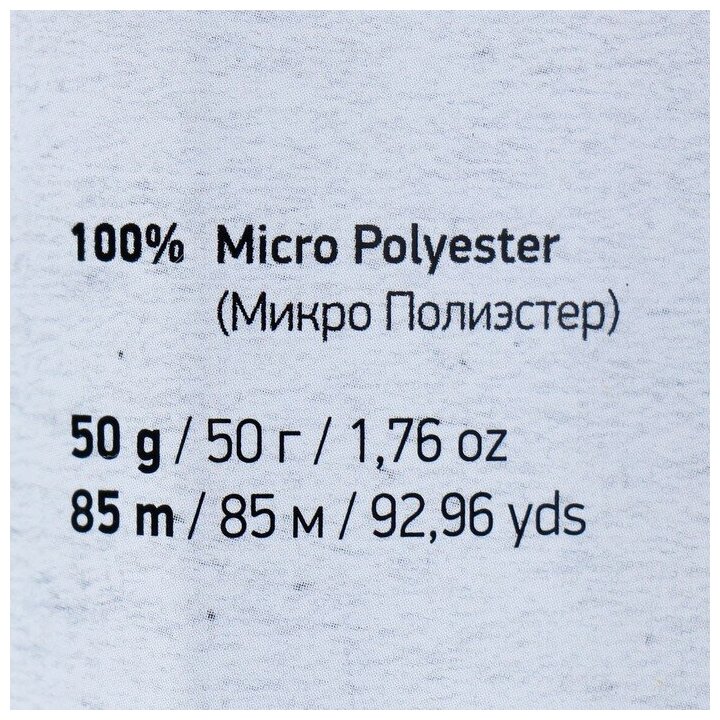 100% Micro Polyester
(Микро Полиэстер)
50 g / 50 г / 1,76 oz
85 m / 85 м / 92,96 yds